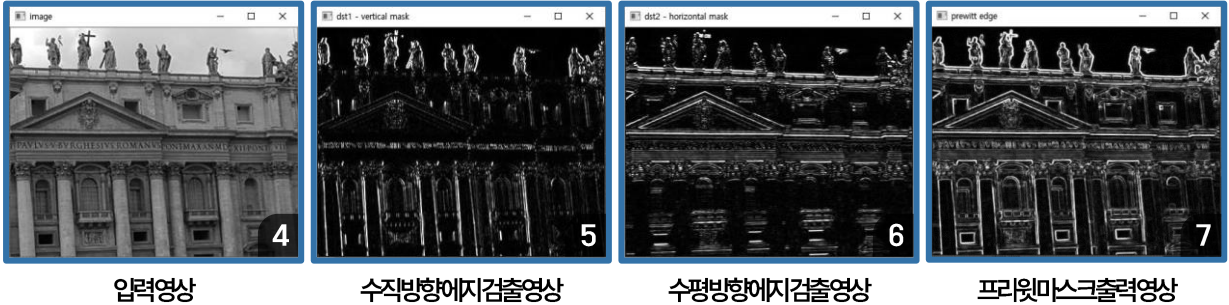 image
dst1 - vertical mask
dst2 - horizontal mask
prewitt edge
4
5
6
7
입력영상
수직방향에지검출영상
수평방향에지검출영상
프리윗마스크출력영상